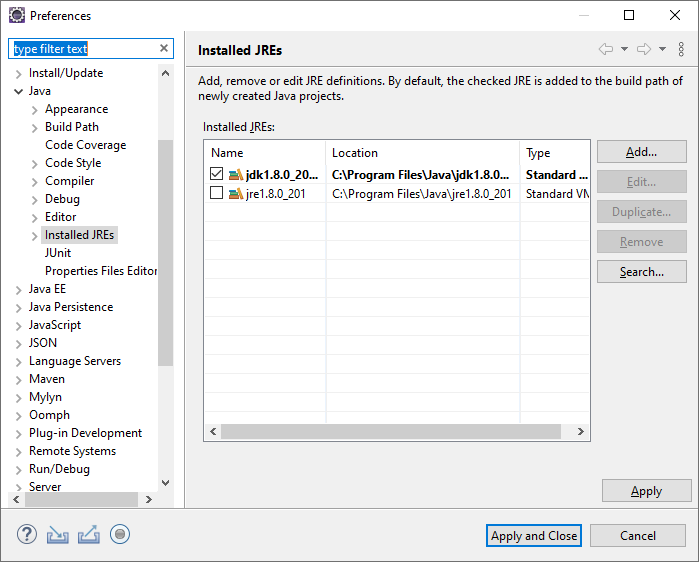 Preferences
type filter text
Install/Update
Java
Appearance
Build Path
Code Coverage
Code Style
Compiler
Debug
Editor
Installed JREs
JUnit
Properties Files Editor
Java EE
Java Persistence
JavaScript
JSON
Language Servers
Maven
Mylyn
Oomph
Plug-in Development
Remote Systems
Run/Debug
Server
Installed JREs
Add, remove or edit JRE definitions. By default, the checked JRE is added to the build path of
newly created Java projects.
Installed JREs:
Name Location Type
jdk1.8.0_20... C:\Program Files\Java\jdk1.8.0... Standard ...
jre1.8.0_201 C:\Program Files\Java\jre1.8.0_201 Standard VM
Add...
Edit...
Duplicate...
Remove
Search...
Apply
Apply and Close Cancel